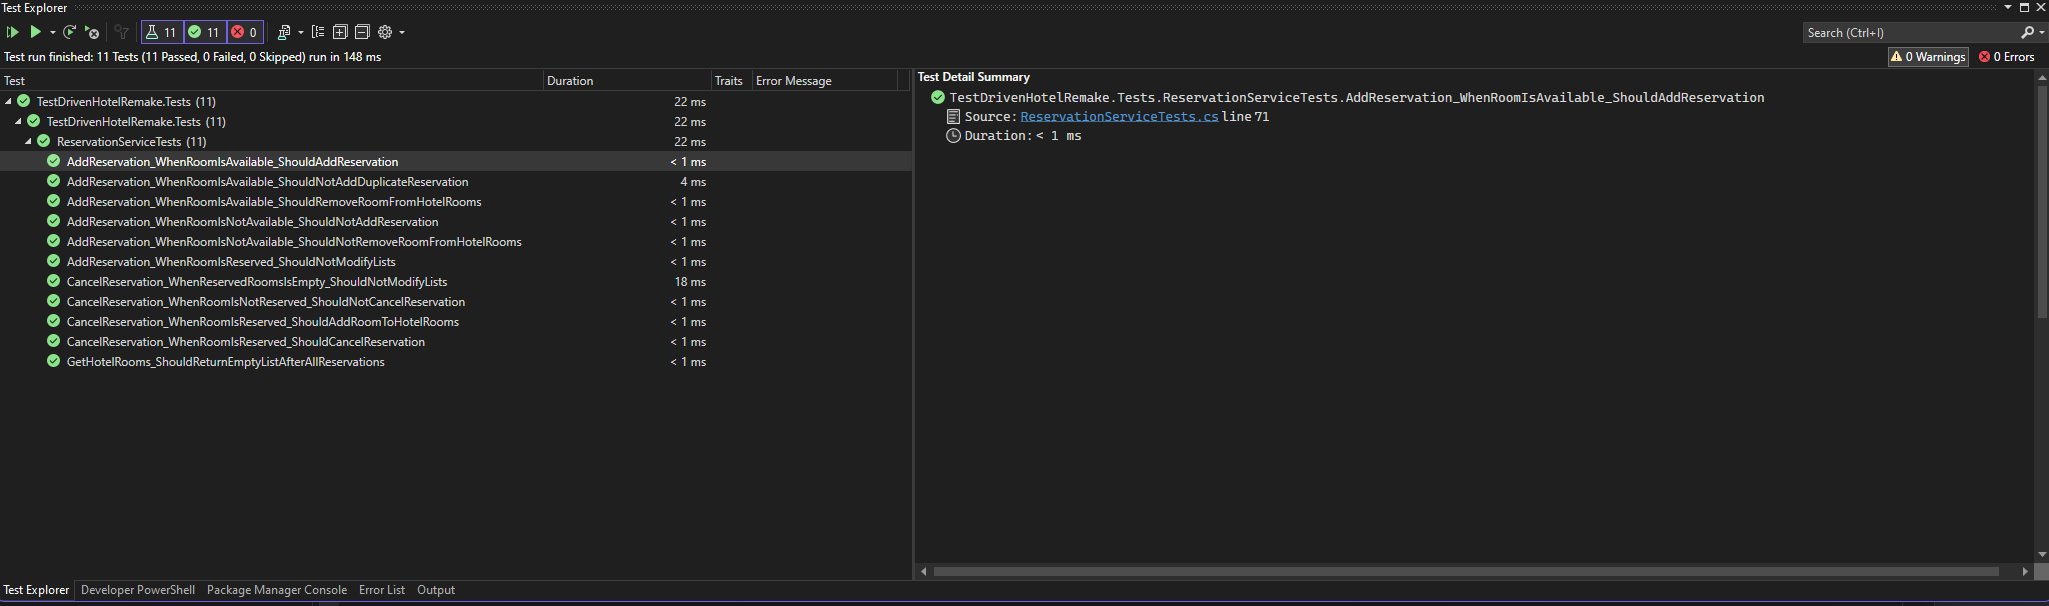 Test Explorer
11 11 0
Search (Ctrl+I)
Test run finished: 11 Tests (11 Passed, 0 Failed, 0 Skipped) run in 148 ms
0 Warnings 0 Errors
Test Duration Traits Error Message
TestDrivenHotelRemake.Tests (11) 22 ms
TestDrivenHotelRemake.Tests (11) 22 ms
ReservationServiceTests (11) 22 ms
AddReservation_WhenRoomIsAvailable_ShouldAddReservation < 1 ms
AddReservation_WhenRoomIsAvailable_ShouldNotAddDuplicateReservation 4 ms
AddReservation_WhenRoomIsAvailable_ShouldRemoveRoomFromHotelRooms < 1 ms
AddReservation_WhenRoomIsNotAvailable_ShouldNotAddReservation < 1 ms
AddReservation_WhenRoomIsNotAvailable_ShouldNotRemoveRoomFromHotelRooms < 1 ms
AddReservation_WhenRoomIsReserved_ShouldNotModifyLists < 1 ms
CancelReservation_WhenReservedRoomsIsEmpty_ShouldNotModifyLists 18 ms
CancelReservation_WhenRoomIsNotReserved_ShouldNotCancelReservation < 1 ms
CancelReservation_WhenRoomIsReserved_ShouldAddRoomToHotelRooms < 1 ms
CancelReservation_WhenRoomIsReserved_ShouldCancelReservation < 1 ms
GetHotelRooms_ShouldReturnEmptyListAfterAllReservations < 1 ms
Test Detail Summary
TestDrivenHotelRemake.Tests.ReservationServiceTests.AddReservation_WhenRoomIsAvailable_ShouldAddReservation
Source: ReservationServiceTests.cs line 71
Duration: < 1 ms
Test Explorer Developer PowerShell Package Manager Console Error List Output